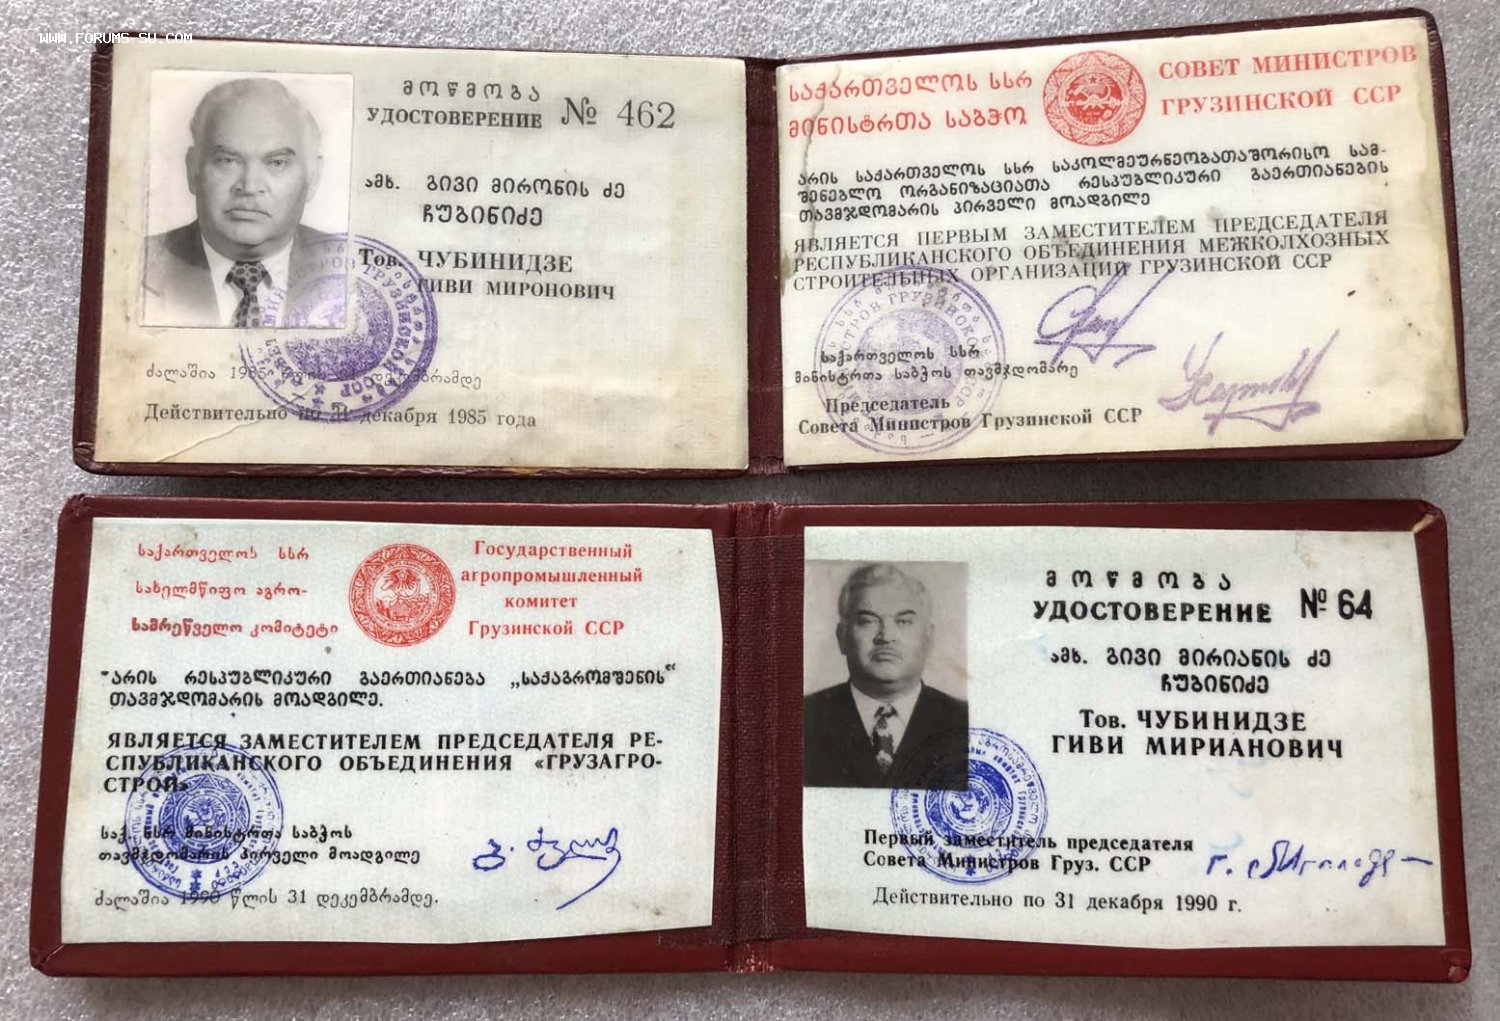 WWW.FORUMS-SU.COM
მოწმობა
УДОСТОВЕРЕНИЕ № 462
ამხ. გივი მირონის ძე
ჩუბინიძე
Тов. ЧУБИНИДЗЕ
ГИВИ МИРОНОВИЧ
ძალაშია 1985 წლის 31 დეკემბრამდე
Действительно по 31 декабря 1985 года
საქართველოს სსრ
მინისტრთა საბჭო
СОВЕТ МИНИСТРОВ
ГРУЗИНСКОЙ ССР
არის საქართველოს სსრ საკოლმეურნეობათაშორისო სამ-
შენებლო ორგანიზაციათა რესპუბლიკური გაერთიანების
თავმჯდომარის პირველი მოადგილე
ЯВЛЯЕТСЯ ПЕРВЫМ ЗАМЕСТИТЕЛЕМ ПРЕДСЕДАТЕЛЯ
РЕСПУБЛИКАНСКОГО ОБЪЕДИНЕНИЯ МЕЖКОЛХОЗНЫХ
СТРОИТЕЛЬНЫХ ОРГАНИЗАЦИЙ ГРУЗИНСКОЙ ССР
საქართველოს სსრ
მინისტრთა საბჭოს თავმჯდომარე
Председатель
Совета Министров Грузинской ССР
საქართველოს სსრ
სახელმწიფო აგრო-
სამრეწველო კომიტეტი
Государственный
агропромышленный
комитет
Грузинской ССР
არის რესპუბლიკური გაერთიანება „საქაგრომშენის“
თავმჯდომარის მოადგილე.
ЯВЛЯЕТСЯ ЗАМЕСТИТЕЛЕМ ПРЕДСЕДАТЕЛЯ РЕ-
СПУБЛИКАНСКОГО ОБЪЕДИНЕНИЯ «ГРУЗАГРО-
СТРОЙ»
საქ. სსრ მინისტრთა საბჭოს
თავმჯდომარის პირველი მოადგილე
ძალაშია 1990 წლის 31 დეკემბრამდე.
მოწმობა
УДОСТОВЕРЕНИЕ № 64
ამხ. გივი მირიანის ძე
ჩუბინიძე
Тов. ЧУБИНИДЗЕ
ГИВИ МИРИАНОВИЧ
Первый заместитель председателя
Совета Министров Груз. ССР
Действительно по 31 декабря 1990 г.